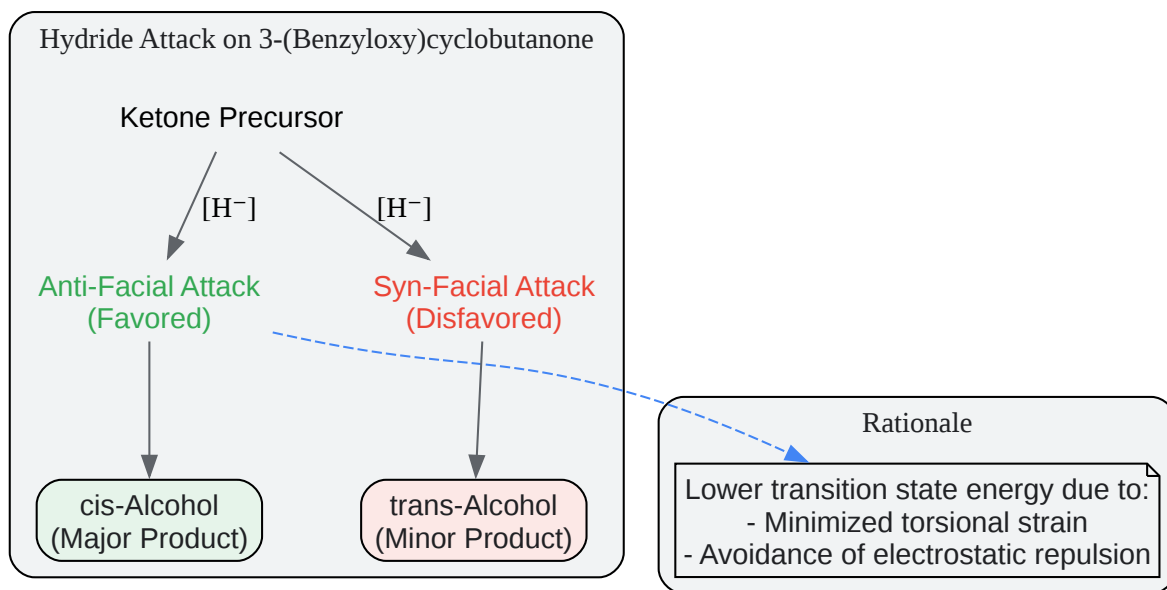 Hydride Attack on 3-(Benzyloxy)cyclobutanone
Ketone Precursor
[H⁻]
[H⁻]
Anti-Facial Attack
(Favored)
Syn-Facial Attack
(Disfavored)
cis-Alcohol
(Major Product)
trans-Alcohol
(Minor Product)
Rationale
Lower transition state energy due to:
- Minimized torsional strain
- Avoidance of electrostatic repulsion